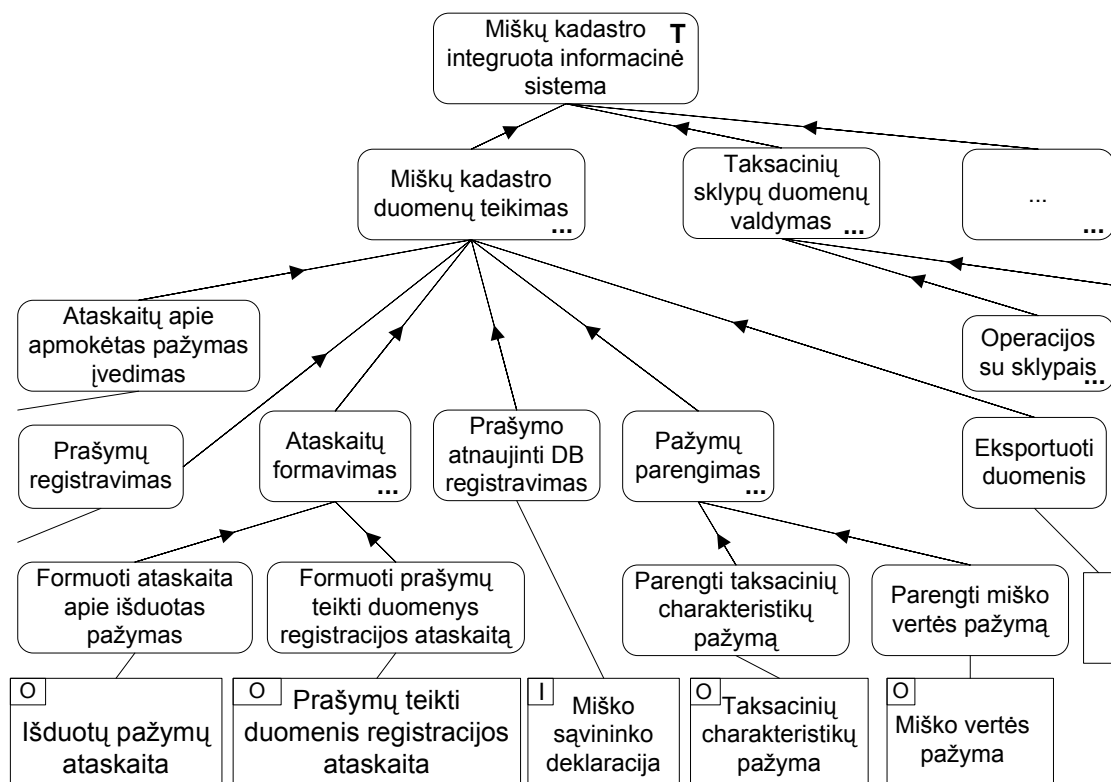 Miškų kadastro
integruota informacinė
sistema
T
Miškų kadastro
duomenų teikimas
...
Taksacinių
sklypų duomenų
valdymas
...
...
...
Ataskaitų apie
apmokėtas pažymas
įvedimas
Operacijos
su sklypais
...
Prašymų
registravimas
Ataskaitų
formavimas
...
Prašymo
atnaujinti DB
registravimas
Pažymų
parengimas
...
Eksportuoti
duomenis
Formuoti ataskaita
apie išduotas
pažymas
Formuoti prašymų
teikti duomenys
registracijos ataskaitą
Parengti taksacinių
charakteristikų
pažymą
Parengti miško
vertės pažymą
O
Išduotų pažymų
ataskaita
O
Prašymų teikti
duomenis registracijos
ataskaita
I
Miško
sąvininko
deklaracija
O
Taksacinių
charakteristikų
pažyma
O
Miško vertės
pažyma